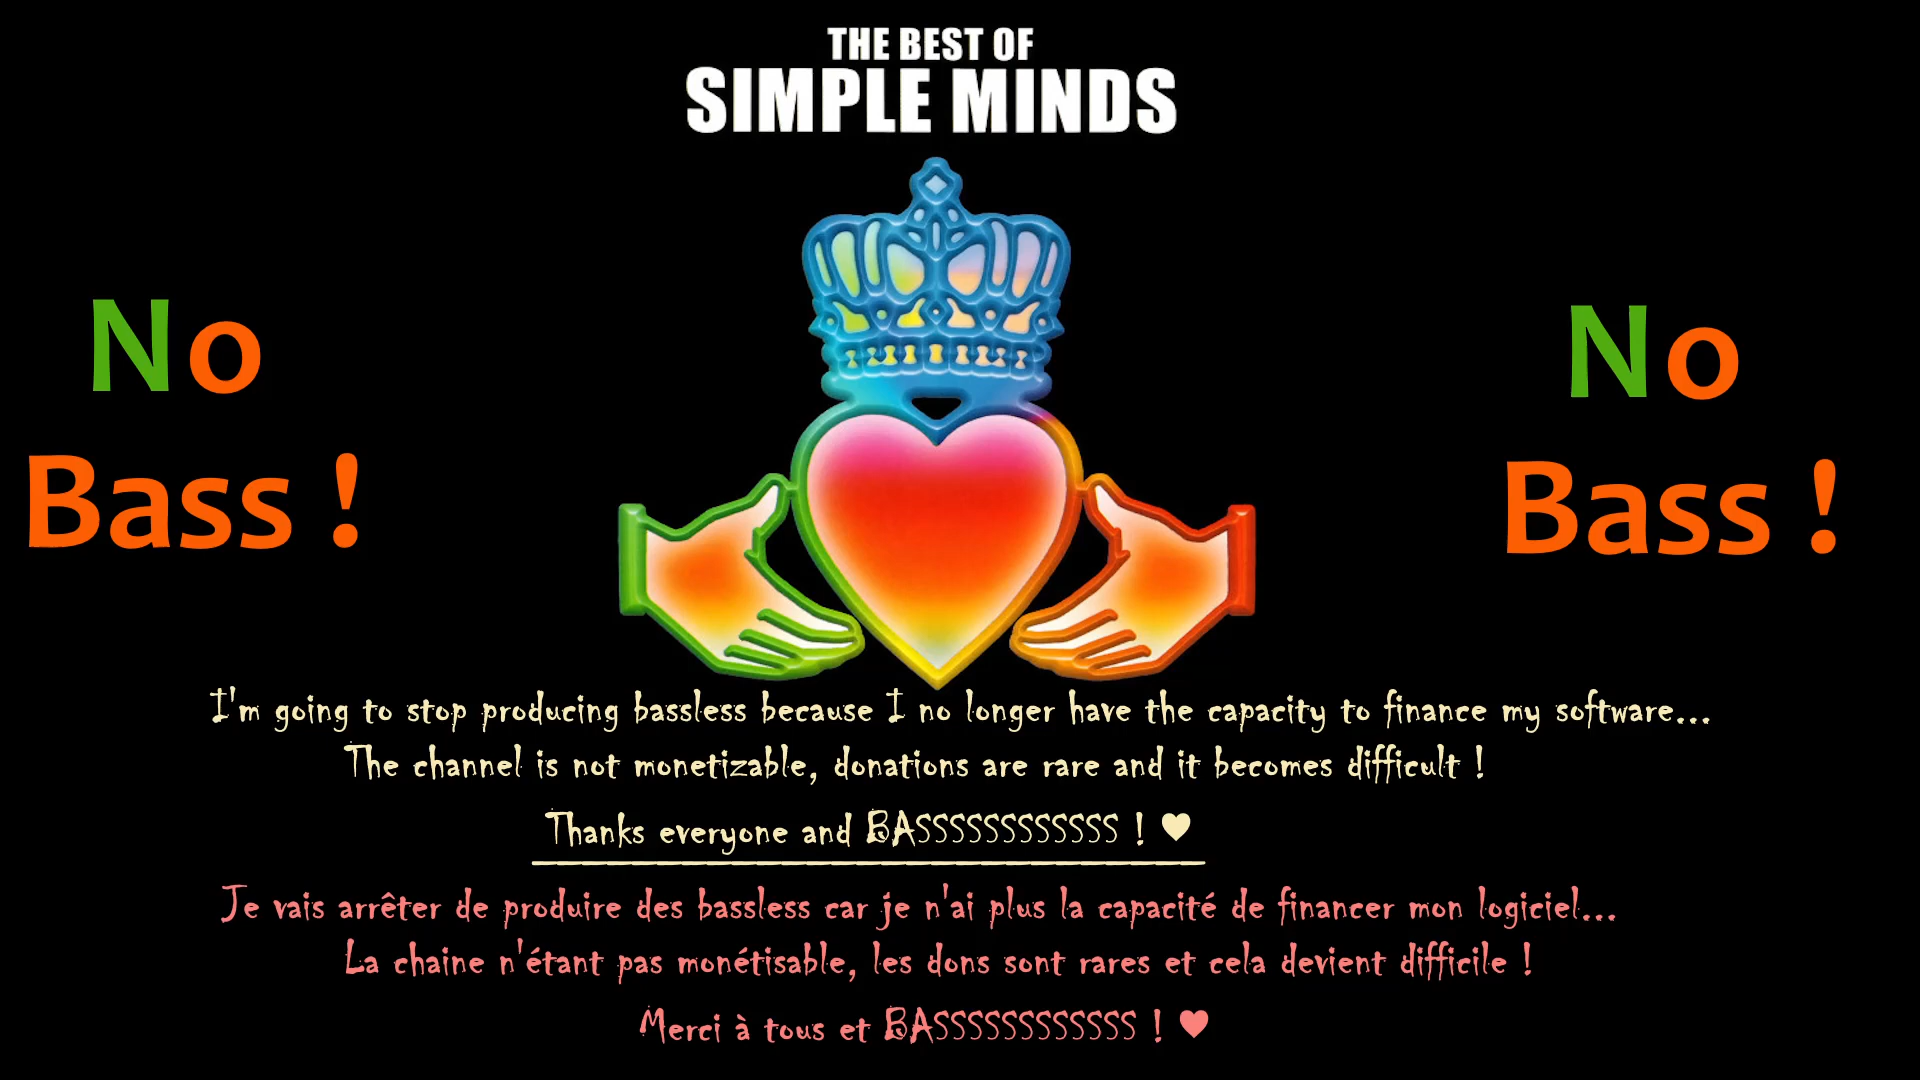 THE BEST OF
SIMPLE MINDS
No
Bass !
No
Bass !
I'm going to stop producing bassless because I no longer have the capacity to finance my software...
The channel is not monetizable, donations are rare and it becomes difficult !
Thanks everyone and BASSSSSSSSSSSS ! ♥
Je vais arrêter de produire des bassless car je n'ai plus la capacité de financer mon logiciel...
La chaine n'étant pas monétisable, les dons sont rares et cela devient difficile !
Merci à tous et BASSSSSSSSSSSS ! ♥